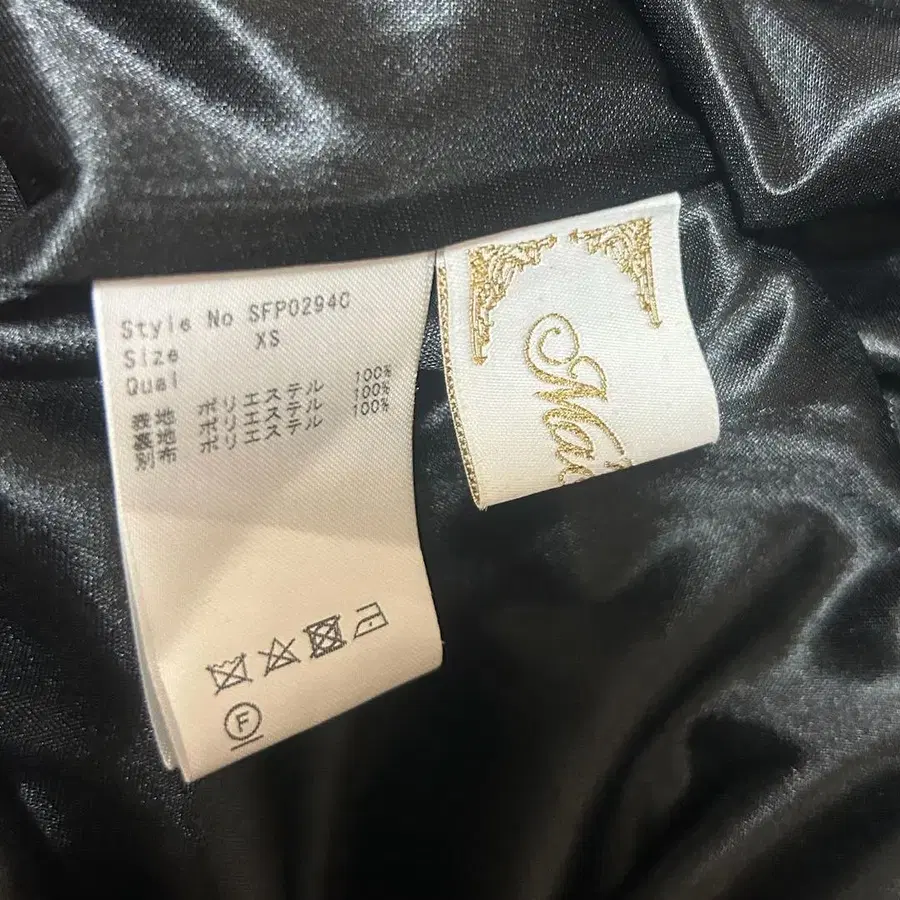 Style No SFP0294C
Size XS
Qual
表地 ポリエステル 100%
裏地 ポリエステル 100%
別布 ポリエステル 100%
F